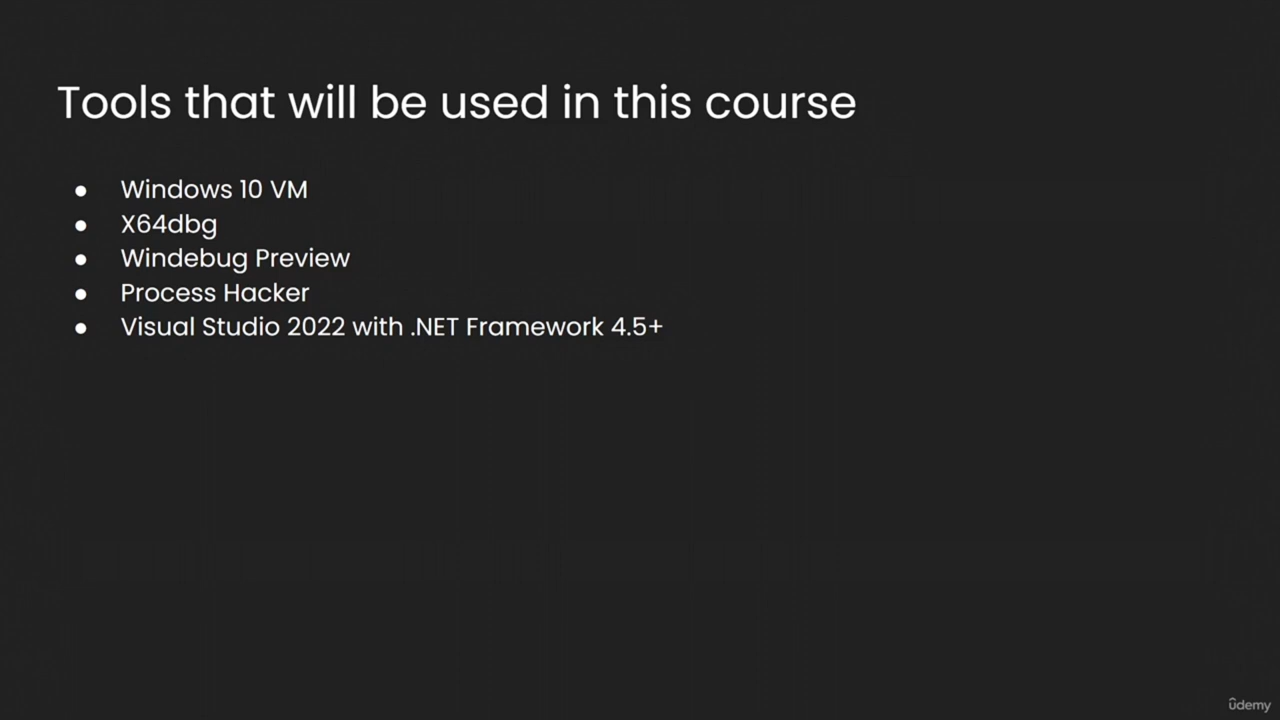 Tools that will be used in this course
● Windows 10 VM
● X64dbg
● Windebug Preview
● Process Hacker
● Visual Studio 2022 with .NET Framework 4.5+
ûdemy